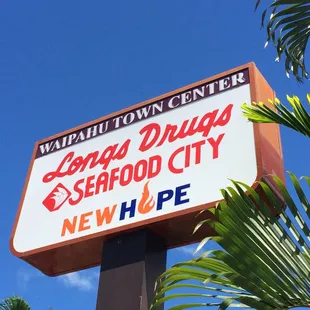 WAIPAHU TOWN CENTER
Longs Drugs
SEAFOOD CITY
NEW HOPE